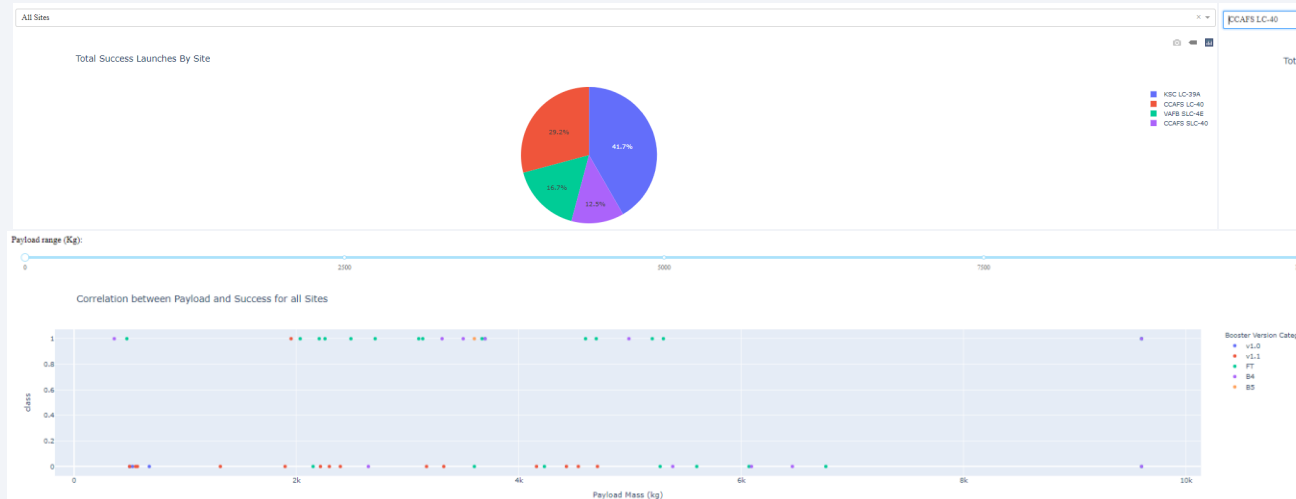 All Sites
CCAFS LC-40
Total Success Launches By Site
Tot
KSC LC-39A
CCAFS LC-40
VAFB SLC-4E
CCAFS SLC-40
29.2%
41.7%
16.7%
12.5%
Payload range (Kg):
0
2500
5000
7500
Correlation between Payload and Success for all Sites
Booster Version Categ
v1.0
v1.1
FT
B4
B5
class
1
0.8
0.6
0.4
0.2
0
0
2k
4k
6k
8k
10k
Payload Mass (kg)